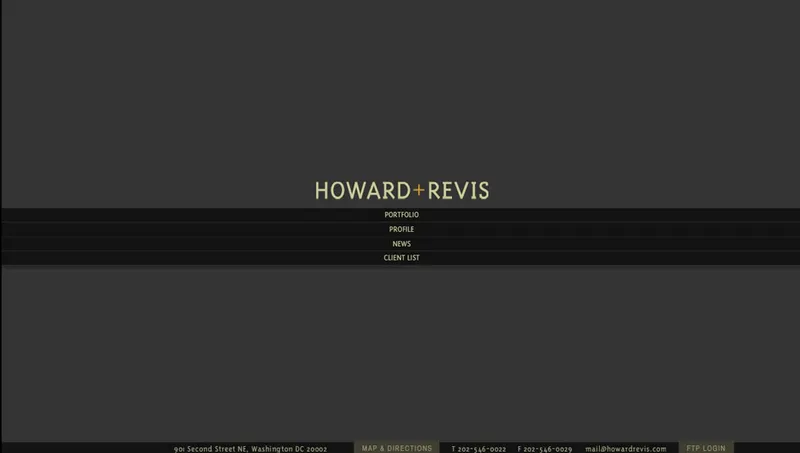 HOWARD+REVIS
PORTFOLIO
PROFILE
NEWS
CLIENT LIST
901 Second Street NE, Washington DC 20002 MAP & DIRECTIONS T 202-546-0022 F 202-546-0029 mail@howardrevis.com FTP LOGIN